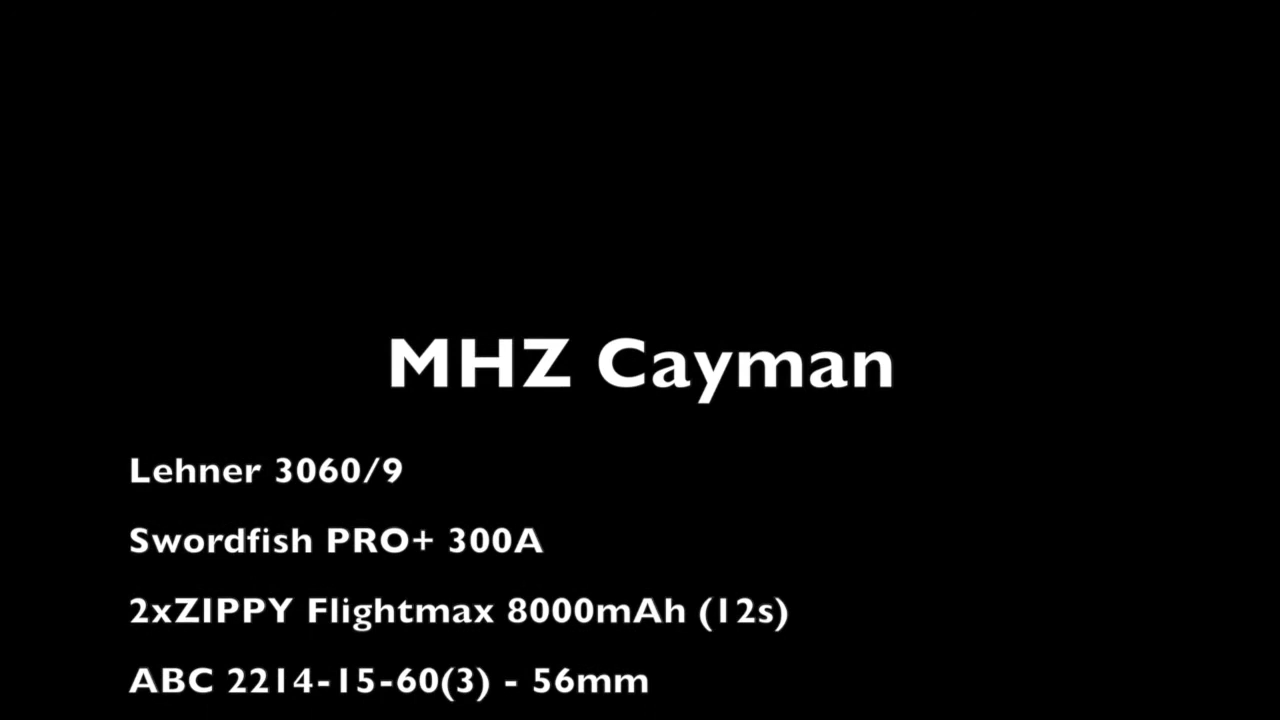 MHZ Cayman
Lehner 3060/9
Swordfish PRO+ 300A
2xZIPPY Flightmax 8000mAh (12s)
ABC 2214-15-60(3) - 56mm